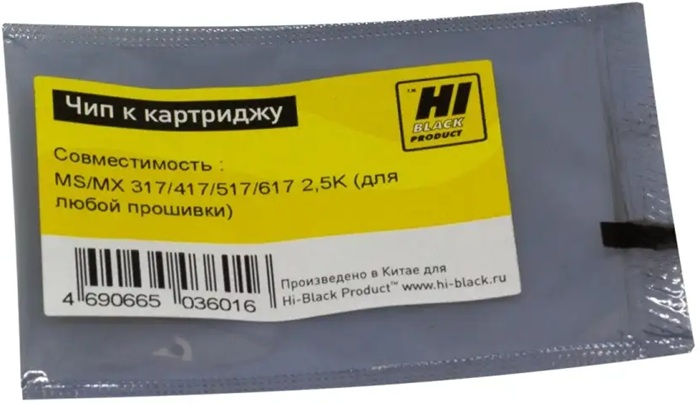 Чип к картриджу
™ HI
BLACK
PRODUCT
Совместимость :
MS/MX 317/417/517/617 2,5K (для
любой прошивки)
4 690665 036016
Произведено в Китае для
Hi-Black Product™ www.hi-black.ru